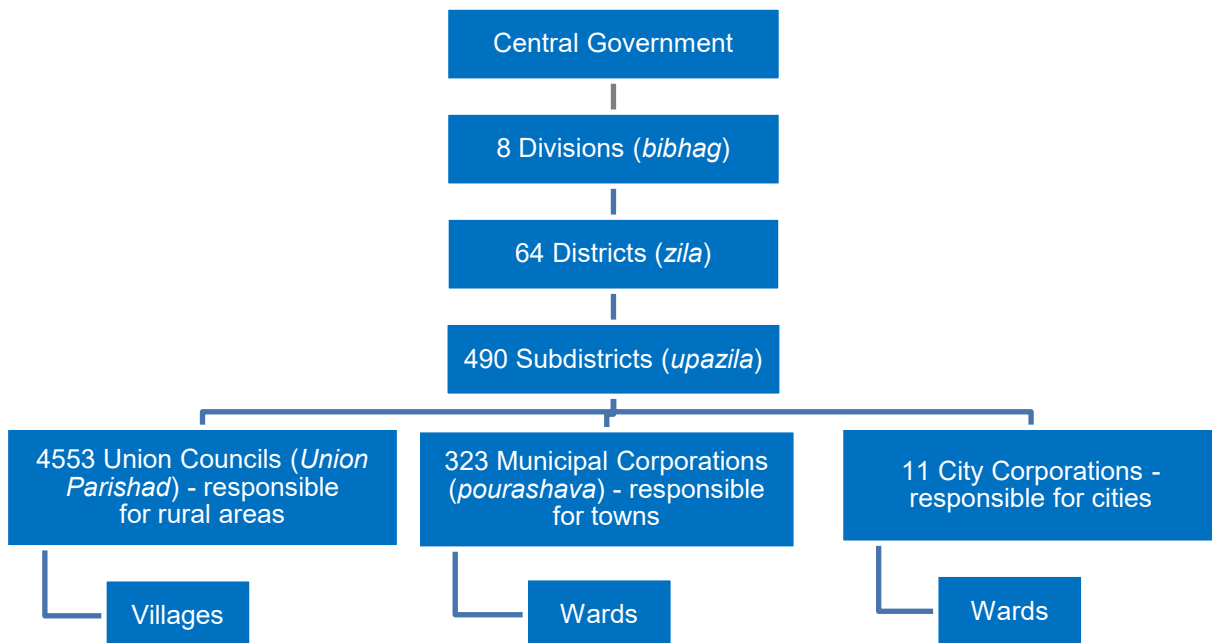 Central Government
8 Divisions (bibhag)
64 Districts (zila)
490 Subdistricts (upazila)
4553 Union Councils (Union
Parishad) - responsible
for rural areas
323 Municipal Corporations
(pourashava) - responsible
for towns
11 City Corporations -
responsible for cities
Villages
Wards
Wards